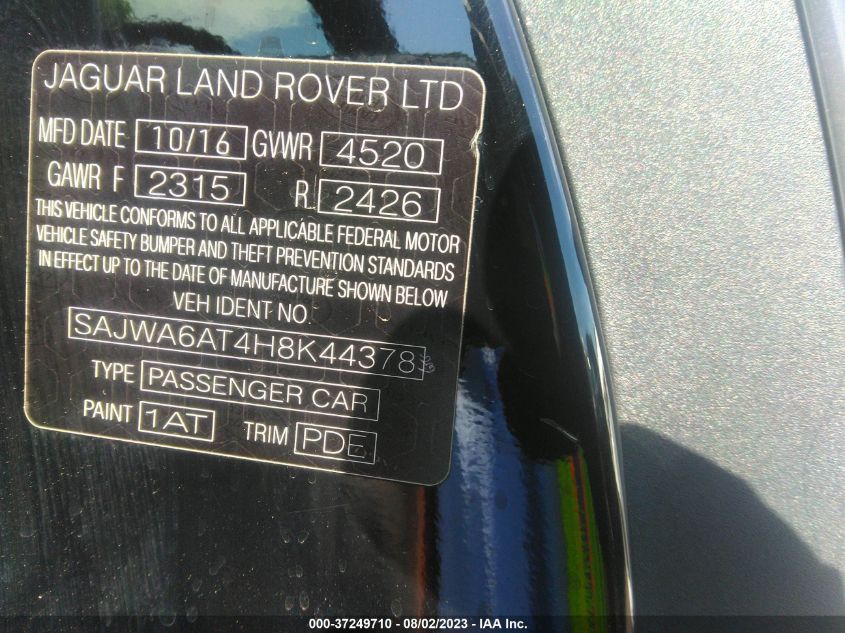 JAGUAR LAND ROVER LTD
MFD DATE 10/16 GVWR 4520
GAWR F 2315 R 2426
THIS VEHICLE CONFORMS TO ALL APPLICABLE FEDERAL MOTOR
VEHICLE SAFETY BUMPER AND THEFT PREVENTION STANDARDS
IN EFFECT UP TO THE DATE OF MANUFACTURE SHOWN BELOW
VEH IDENT NO.
SAJWA6AT4H8K44378
TYPE PASSENGER CAR
PAINT 1AT TRIM PDE
000-37249710 - 08/02/2023 - IAA Inc.